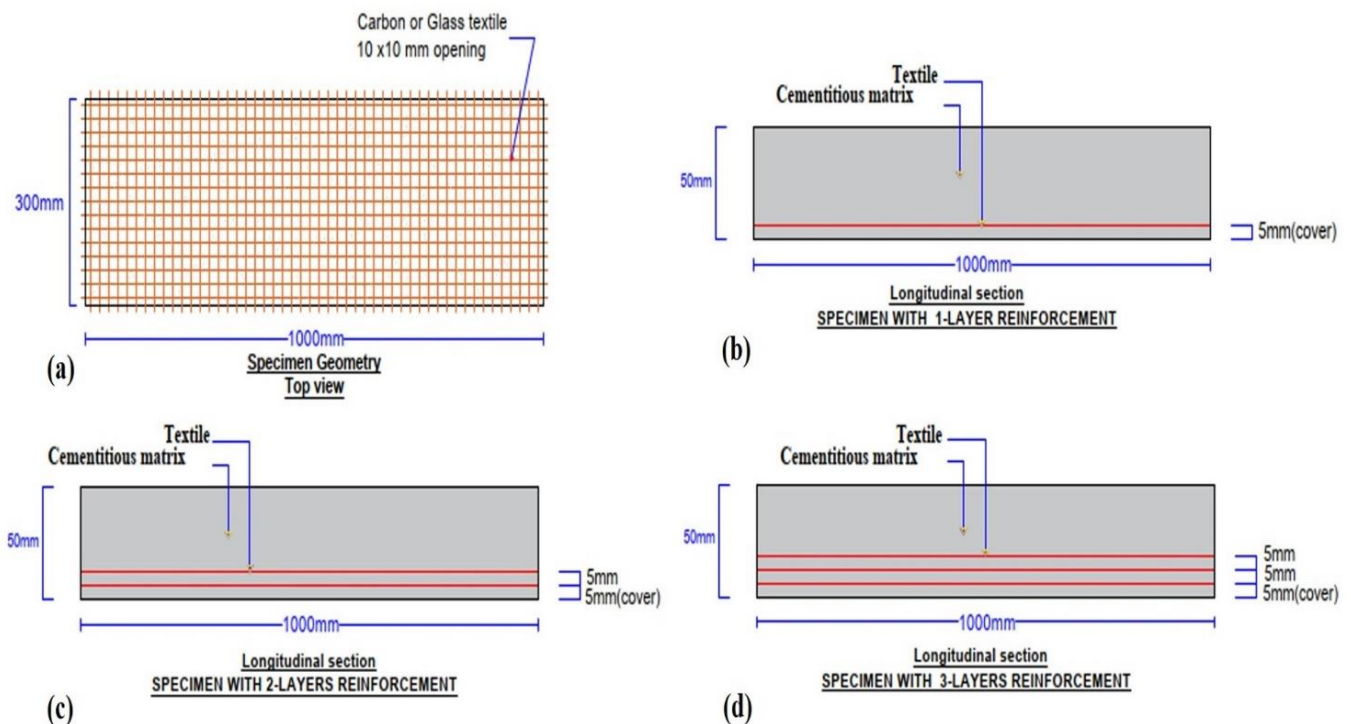 Carbon or Glass textile
10 x10 mm opening
300mm
1000mm
Specimen Geometry
Top view
(a)
Textile
Cementitious matrix
50mm
5mm(cover)
1000mm
Longitudinal section
SPECIMEN WITH 1-LAYER REINFORCEMENT
(b)
Textile
Cementitious matrix
50mm
5mm
5mm(cover)
1000mm
Longitudinal section
SPECIMEN WITH 2-LAYERS REINFORCEMENT
(c)
Textile
Cementitious matrix
50mm
5mm
5mm
5mm(cover)
1000mm
Longitudinal section
SPECIMEN WITH 3-LAYERS REINFORCEMENT
(d)